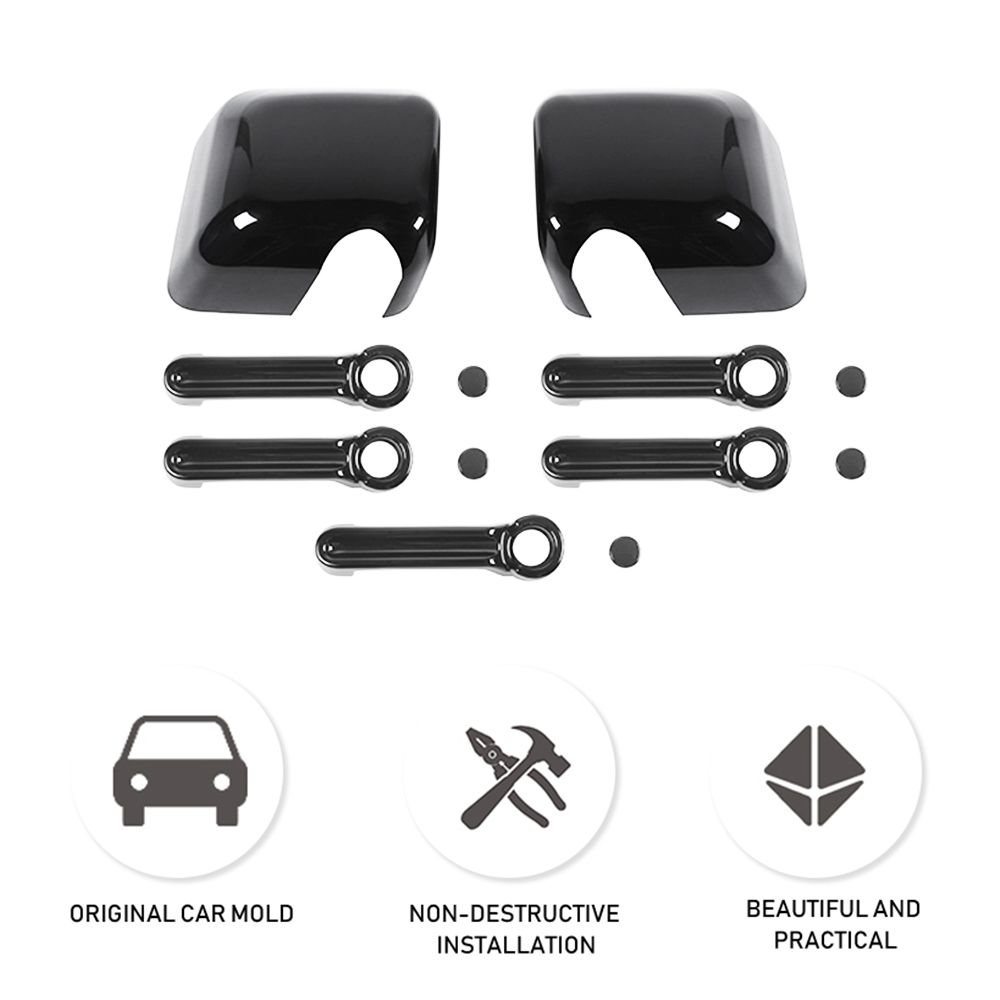 ORIGINAL CAR MOLD
NON-DESTRUCTIVE
INSTALLATION
BEAUTIFUL AND
PRACTICAL